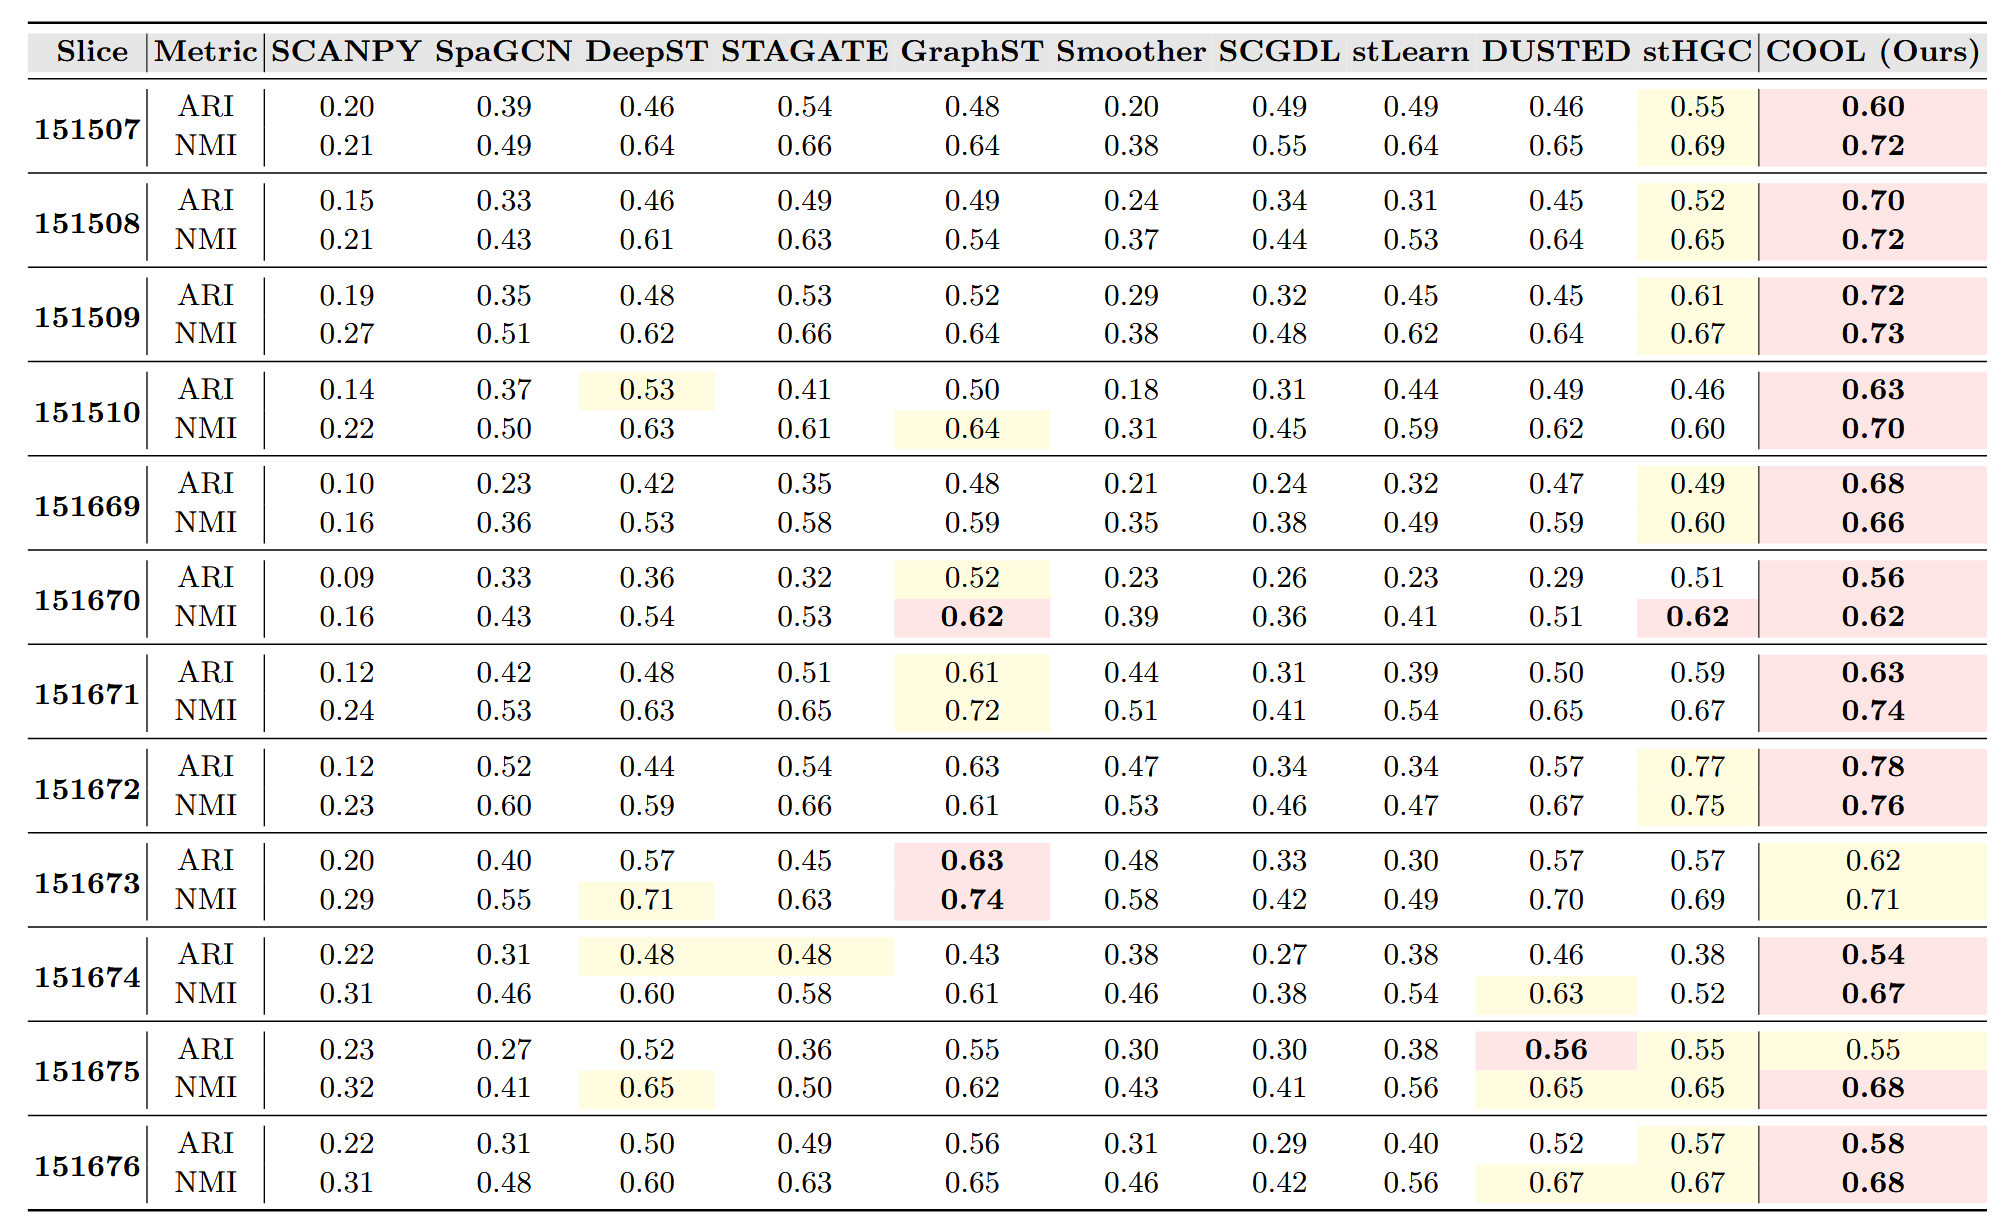 Slice Metric SCANPY SpaGCN DeepST STAGATE GraphST Smoother SCGDL stLearn DUSTED stHGC COOL (Ours)
151507 ARI 0.20 0.39 0.46 0.54 0.48 0.20 0.49 0.49 0.46 0.55 0.60
NMI 0.21 0.49 0.64 0.66 0.64 0.38 0.55 0.64 0.65 0.69 0.72
151508 ARI 0.15 0.33 0.46 0.49 0.49 0.24 0.34 0.31 0.45 0.52 0.70
NMI 0.21 0.43 0.61 0.63 0.54 0.37 0.44 0.53 0.64 0.65 0.72
151509 ARI 0.19 0.35 0.48 0.53 0.52 0.29 0.32 0.45 0.45 0.61 0.72
NMI 0.27 0.51 0.62 0.66 0.64 0.38 0.48 0.62 0.64 0.67 0.73
151510 ARI 0.14 0.37 0.53 0.41 0.50 0.18 0.31 0.44 0.49 0.46 0.63
NMI 0.22 0.50 0.63 0.61 0.64 0.31 0.45 0.59 0.62 0.60 0.70
151669 ARI 0.10 0.23 0.42 0.35 0.48 0.21 0.24 0.32 0.47 0.49 0.68
NMI 0.16 0.36 0.53 0.58 0.59 0.35 0.38 0.49 0.59 0.60 0.66
151670 ARI 0.09 0.33 0.36 0.32 0.52 0.23 0.26 0.23 0.29 0.51 0.56
NMI 0.16 0.43 0.54 0.53 0.62 0.39 0.36 0.41 0.51 0.62 0.62
151671 ARI 0.12 0.42 0.48 0.51 0.61 0.44 0.31 0.39 0.50 0.59 0.63
NMI 0.24 0.53 0.63 0.65 0.72 0.51 0.41 0.54 0.65 0.67 0.74
151672 ARI 0.12 0.52 0.44 0.54 0.63 0.47 0.34 0.34 0.57 0.77 0.78
NMI 0.23 0.60 0.59 0.66 0.61 0.53 0.46 0.47 0.67 0.75 0.76
151673 ARI 0.20 0.40 0.57 0.45 0.63 0.48 0.33 0.30 0.57 0.57 0.62
NMI 0.29 0.55 0.71 0.63 0.74 0.58 0.42 0.49 0.70 0.69 0.71
151674 ARI 0.22 0.31 0.48 0.48 0.43 0.38 0.27 0.38 0.46 0.38 0.54
NMI 0.31 0.46 0.60 0.58 0.61 0.46 0.38 0.54 0.63 0.52 0.67
151675 ARI 0.23 0.27 0.52 0.36 0.55 0.30 0.30 0.38 0.56 0.55 0.55
NMI 0.32 0.41 0.65 0.50 0.62 0.43 0.41 0.56 0.65 0.65 0.68
151676 ARI 0.22 0.31 0.50 0.49 0.56 0.31 0.29 0.40 0.52 0.57 0.58
NMI 0.31 0.48 0.60 0.63 0.65 0.46 0.42 0.56 0.67 0.67 0.68